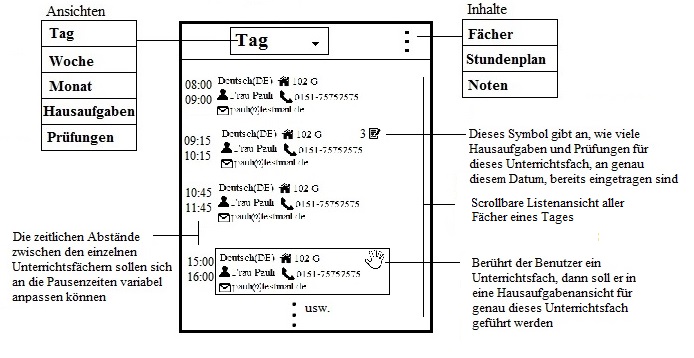 Ansichten
Tag
Woche
Monat
Hausaufgaben
Prüfungen
Tag
Inhalte
Fächer
Stundenplan
Noten
08:00
09:00
Deutsch(DE) 102 G
Frau Pauli 0151-75757575
pauli@testmail.de
09:15
10:15
Deutsch(DE) 102 G 3
Frau Pauli 0151-75757575
pauli@testmail.de
10:45
11:45
Deutsch(DE) 102 G
Frau Pauli 0151-75757575
pauli@testmail.de
15:00
16:00
Deutsch(DE) 102 G
Frau Pauli 0151-75757575
pauli@testmail.de
usw.
Die zeitlichen Abstände
zwischen den einzelnen
Unterrichtsfächern sollen sich
an die Pausenzeiten variabel
anpassen können
Dieses Symbol gibt an, wie viele
Hausaufgaben und Prüfungen für
dieses Unterrichtsfach, an genau
diesem Datum, bereits eingetragen sind
Scrollbare Listenansicht aller
Fächer eines Tages
Berührt der Benutzer ein
Unterrichtsfach, dann soll er in
eine Hausaufgabenansicht für
genau dieses Unterrichtsfach
geführt werden